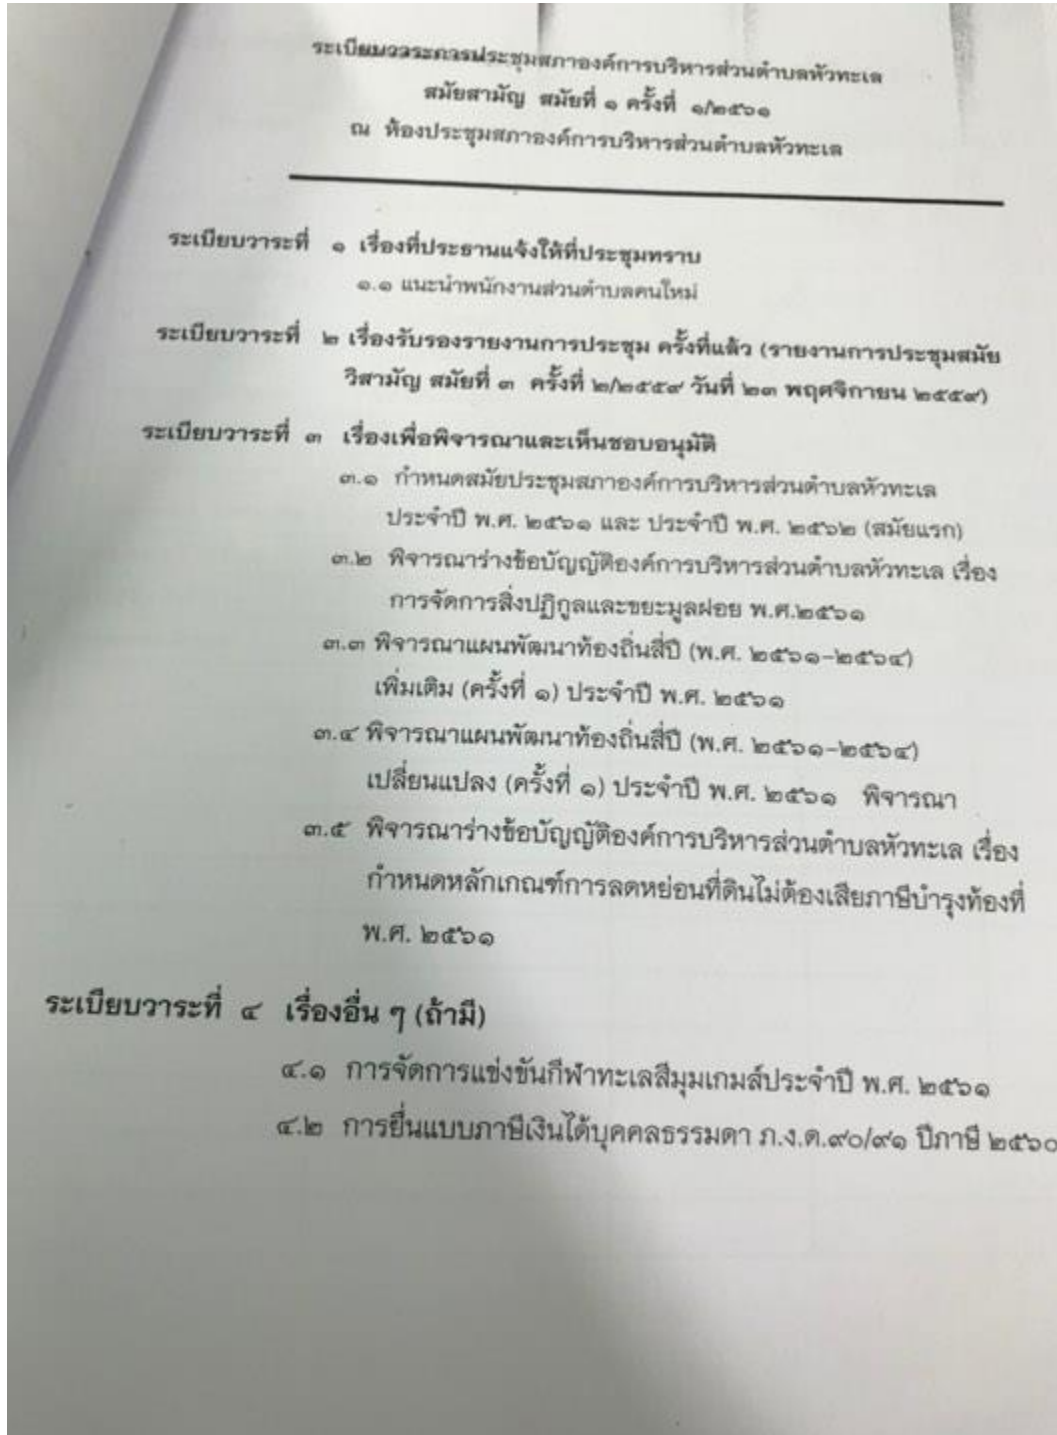 ระเบียบวาระการประชุมสภาองค์การบริหารส่วนตำบลหัวทะเล
สมัยสามัญ สมัยที่ ๑ ครั้งที่ ๑/๒๕๖๑
ณ ห้องประชุมสภาองค์การบริหารส่วนตำบลหัวทะเล
ระเบียบวาระที่ ๑ เรื่องที่ประธานแจ้งให้ที่ประชุมทราบ
๑.๑ แนะนำพนักงานส่วนตำบลคนใหม่
ระเบียบวาระที่ ๒ เรื่องรับรองรายงานการประชุม ครั้งที่แล้ว (รายงานการประชุมสมัย
วิสามัญ สมัยที่ ๓ ครั้งที่ ๒/๒๕๕๙ วันที่ ๒๓ พฤศจิกายน ๒๕๕๙)
ระเบียบวาระที่ ๓ เรื่องเพื่อพิจารณาและเห็นชอบอนุมัติ
๓.๑ กำหนดสมัยประชุมสภาองค์การบริหารส่วนตำบลหัวทะเล
ประจำปี พ.ศ. ๒๕๖๑ และ ประจำปี พ.ศ. ๒๕๖๒ (สมัยแรก)
๓.๒ พิจารณาร่างข้อบัญญัติองค์การบริหารส่วนตำบลหัวทะเล เรื่อง
การจัดการสิ่งปฏิกูลและขยะมูลฝอย พ.ศ.๒๕๖๑
๓.๓ พิจารณาแผนพัฒนาท้องถิ่นสี่ปี (พ.ศ. ๒๕๖๑-๒๕๖๔)
เพิ่มเติม (ครั้งที่ ๑) ประจำปี พ.ศ. ๒๕๖๑
๓.๔ พิจารณาแผนพัฒนาท้องถิ่นสี่ปี (พ.ศ. ๒๕๖๑-๒๕๖๔)
เปลี่ยนแปลง (ครั้งที่ ๑) ประจำปี พ.ศ. ๒๕๖๑ พิจารณา
๓.๕ พิจารณาร่างข้อบัญญัติองค์การบริหารส่วนตำบลหัวทะเล เรื่อง
กำหนดหลักเกณฑ์การลดหย่อนที่ดินไม่ต้องเสียภาษีบำรุงท้องที่
พ.ศ. ๒๕๖๑
ระเบียบวาระที่ ๔ เรื่องอื่น ๆ (ถ้ามี)
๔.๑ การจัดการแข่งขันกีฬาทะเลสีมุมเกมส์ประจำปี พ.ศ. ๒๕๖๑
๔.๒ การยื่นแบบภาษีเงินได้บุคคลธรรมดา ภ.ง.ด.๙๐/๙๑ ปีภาษี ๒๕๖๐